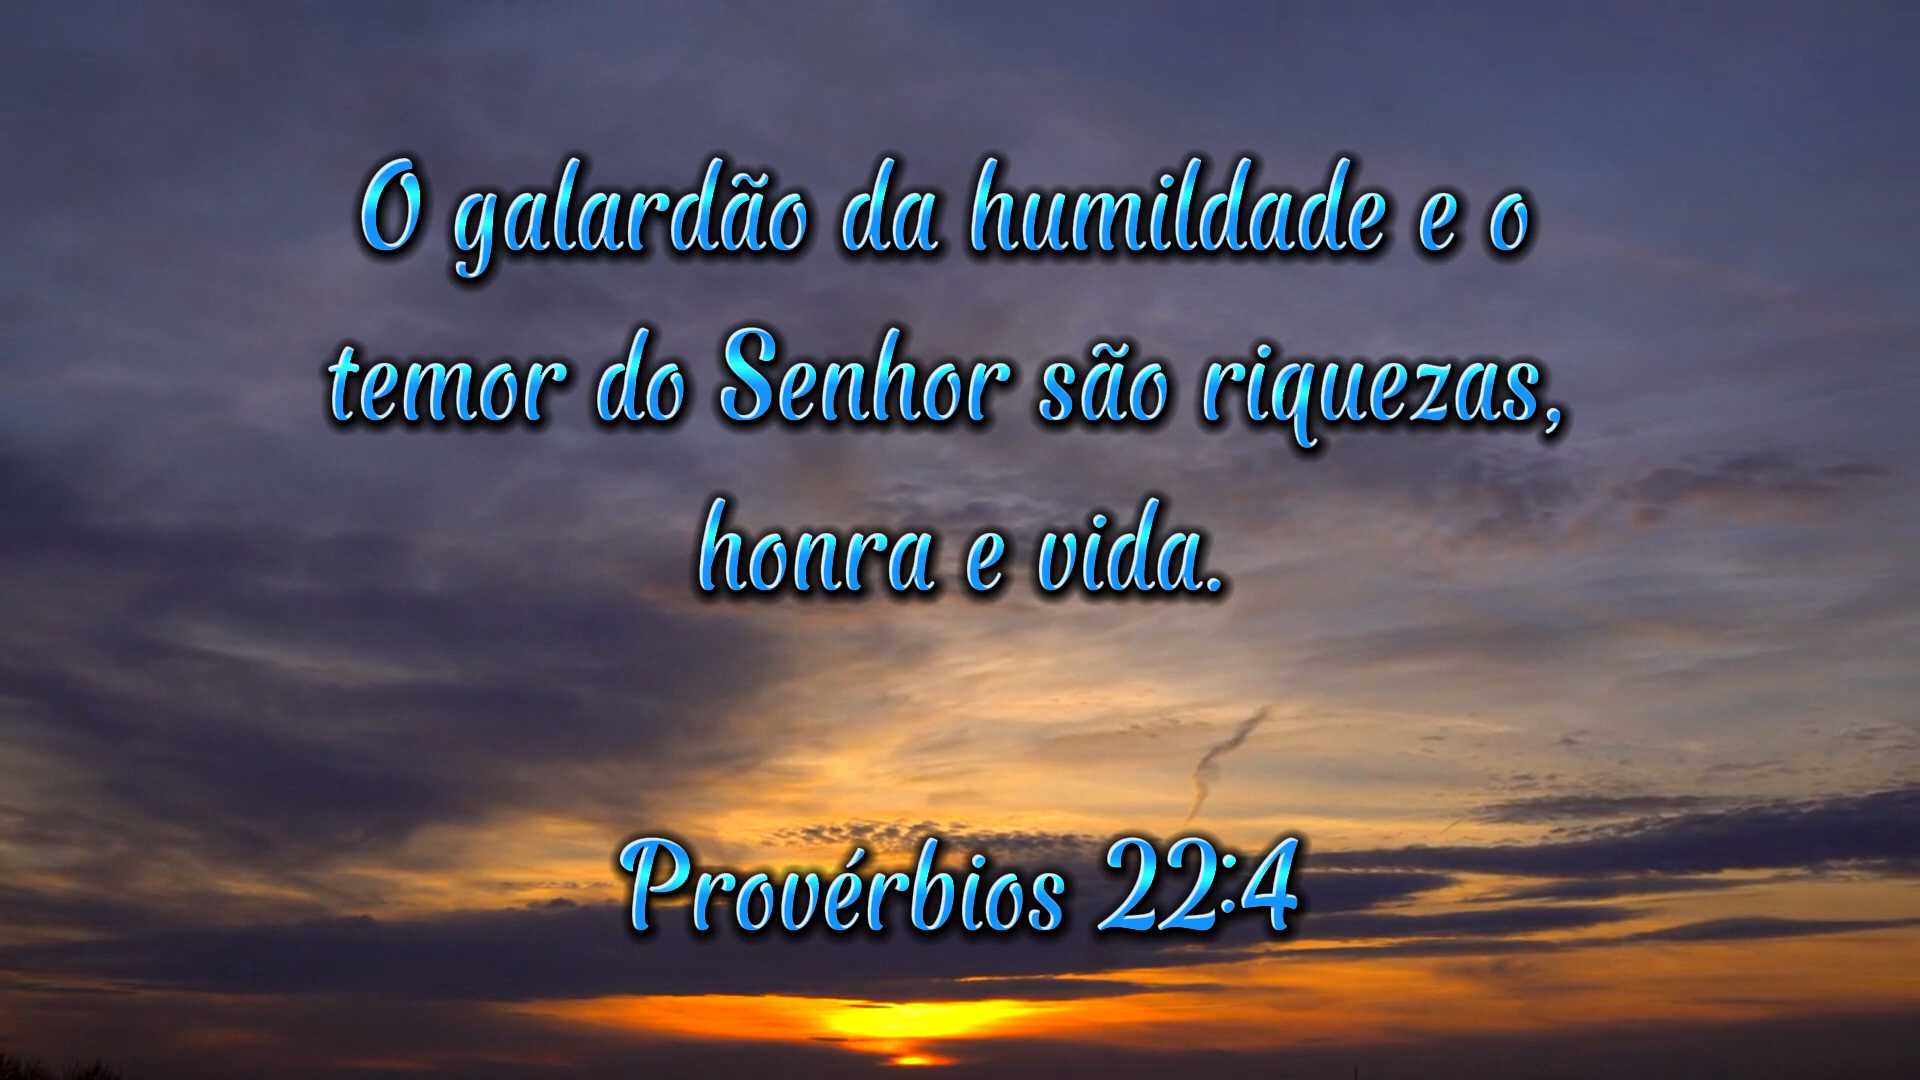 O galardão da humildade e o
temor do Senhor são riquezas,
honra e vida.
Provérbios 22:4